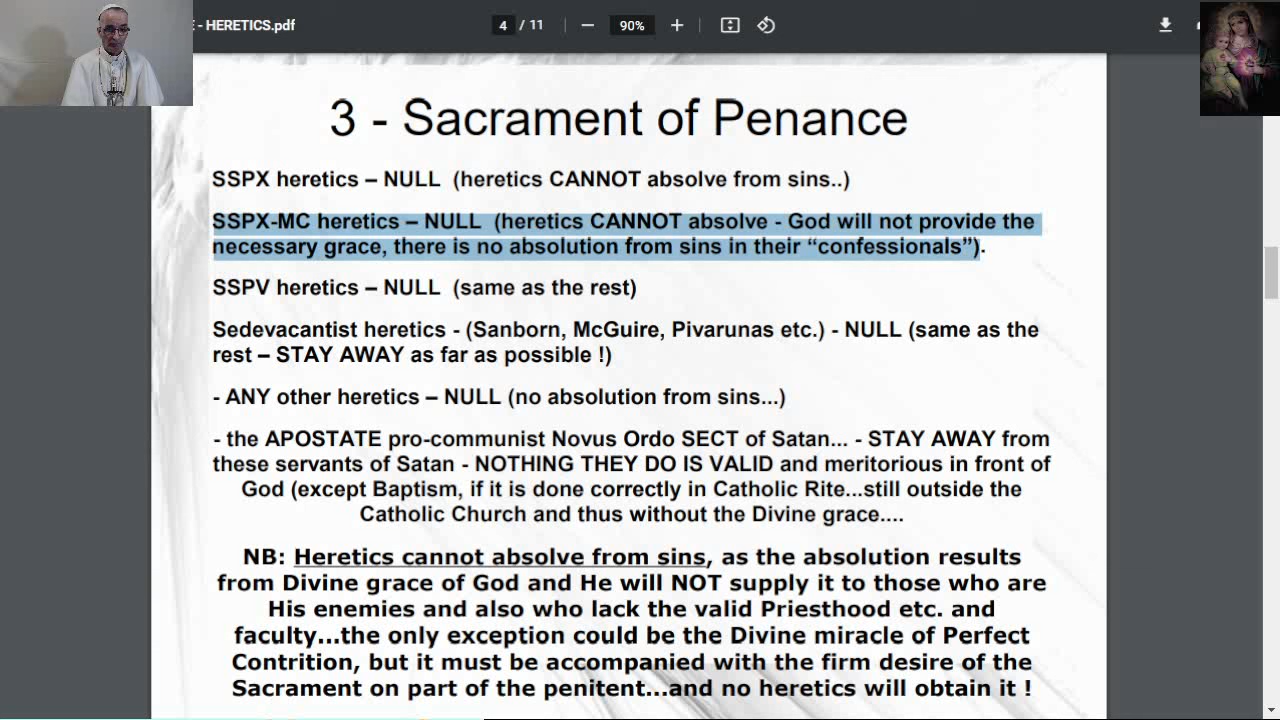 - HERETICS.pdf
4 / 11
90%
3 - Sacrament of Penance
SSPX heretics – NULL (heretics CANNOT absolve from sins..)
SSPX-MC heretics – NULL (heretics CANNOT absolve - God will not provide the
necessary grace, there is no absolution from sins in their “confessionals”).
SSPV heretics – NULL (same as the rest)
Sedevacantist heretics - (Sanborn, McGuire, Pivarunas etc.) - NULL (same as the
rest – STAY AWAY as far as possible !)
- ANY other heretics – NULL (no absolution from sins...)
- the APOSTATE pro-communist Novus Ordo SECT of Satan... - STAY AWAY from
these servants of Satan - NOTHING THEY DO IS VALID and meritorious in front of
God (except Baptism, if it is done correctly in Catholic Rite...still outside the
Catholic Church and thus without the Divine grace....
NB: Heretics cannot absolve from sins, as the absolution results
from Divine grace of God and He will NOT supply it to those who are
His enemies and also who lack the valid Priesthood etc. and
faculty...the only exception could be the Divine miracle of Perfect
Contrition, but it must be accompanied with the firm desire of the
Sacrament on part of the penitent...and no heretics will obtain it !